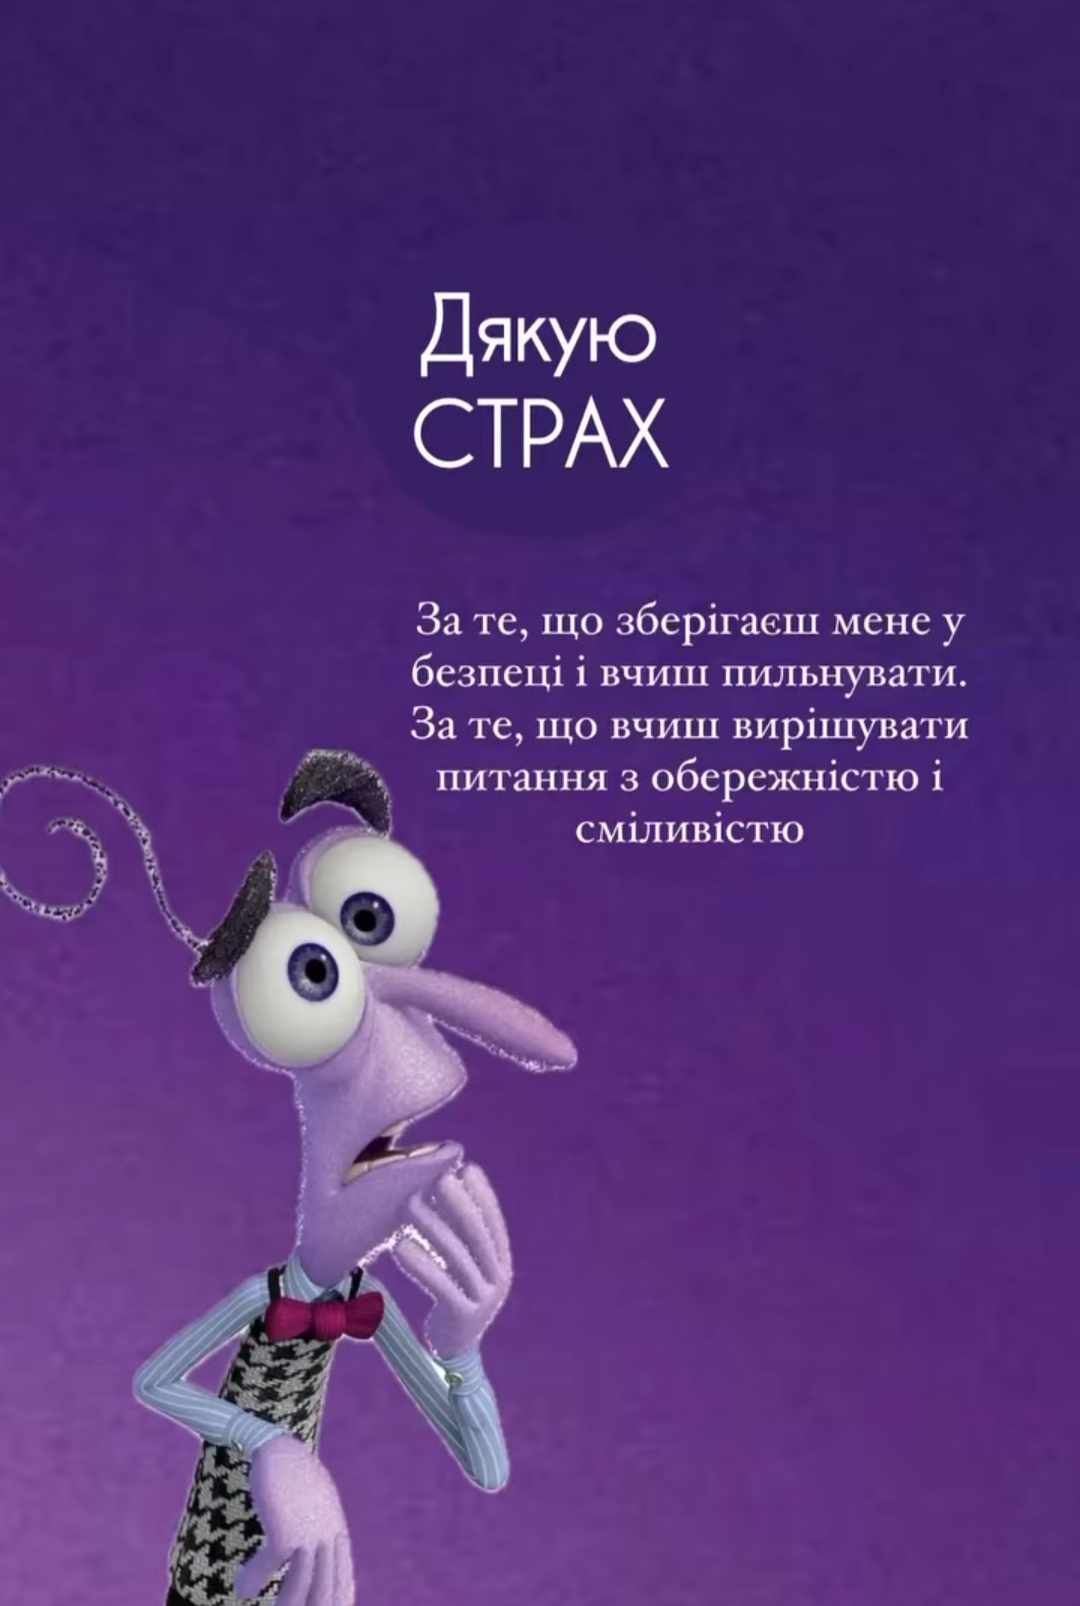 Дякую
СТРАХ
За те, що зберігаєш мене у
безпеці і вчиш пильнувати.
За те, що вчиш вирішувати
питання з обережністю і
сміливістю